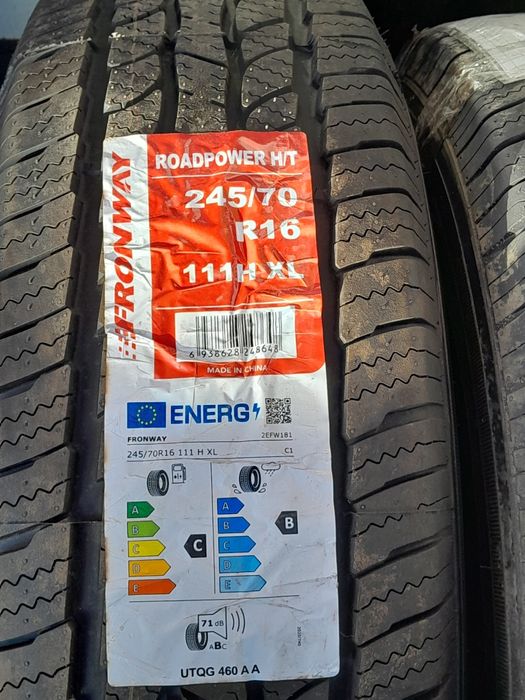 FRONWAY
ROADPOWER H/T
245/70
R16
111H XL
6 938628 248648
MADE IN CHINA
ENERG
FRONWAY
2EFW181
245/70R16 111 H XL
C1
A
B
C
D
E
C
A
B
C
D
E
B
71 dB
ABC
UTQG 460 A A